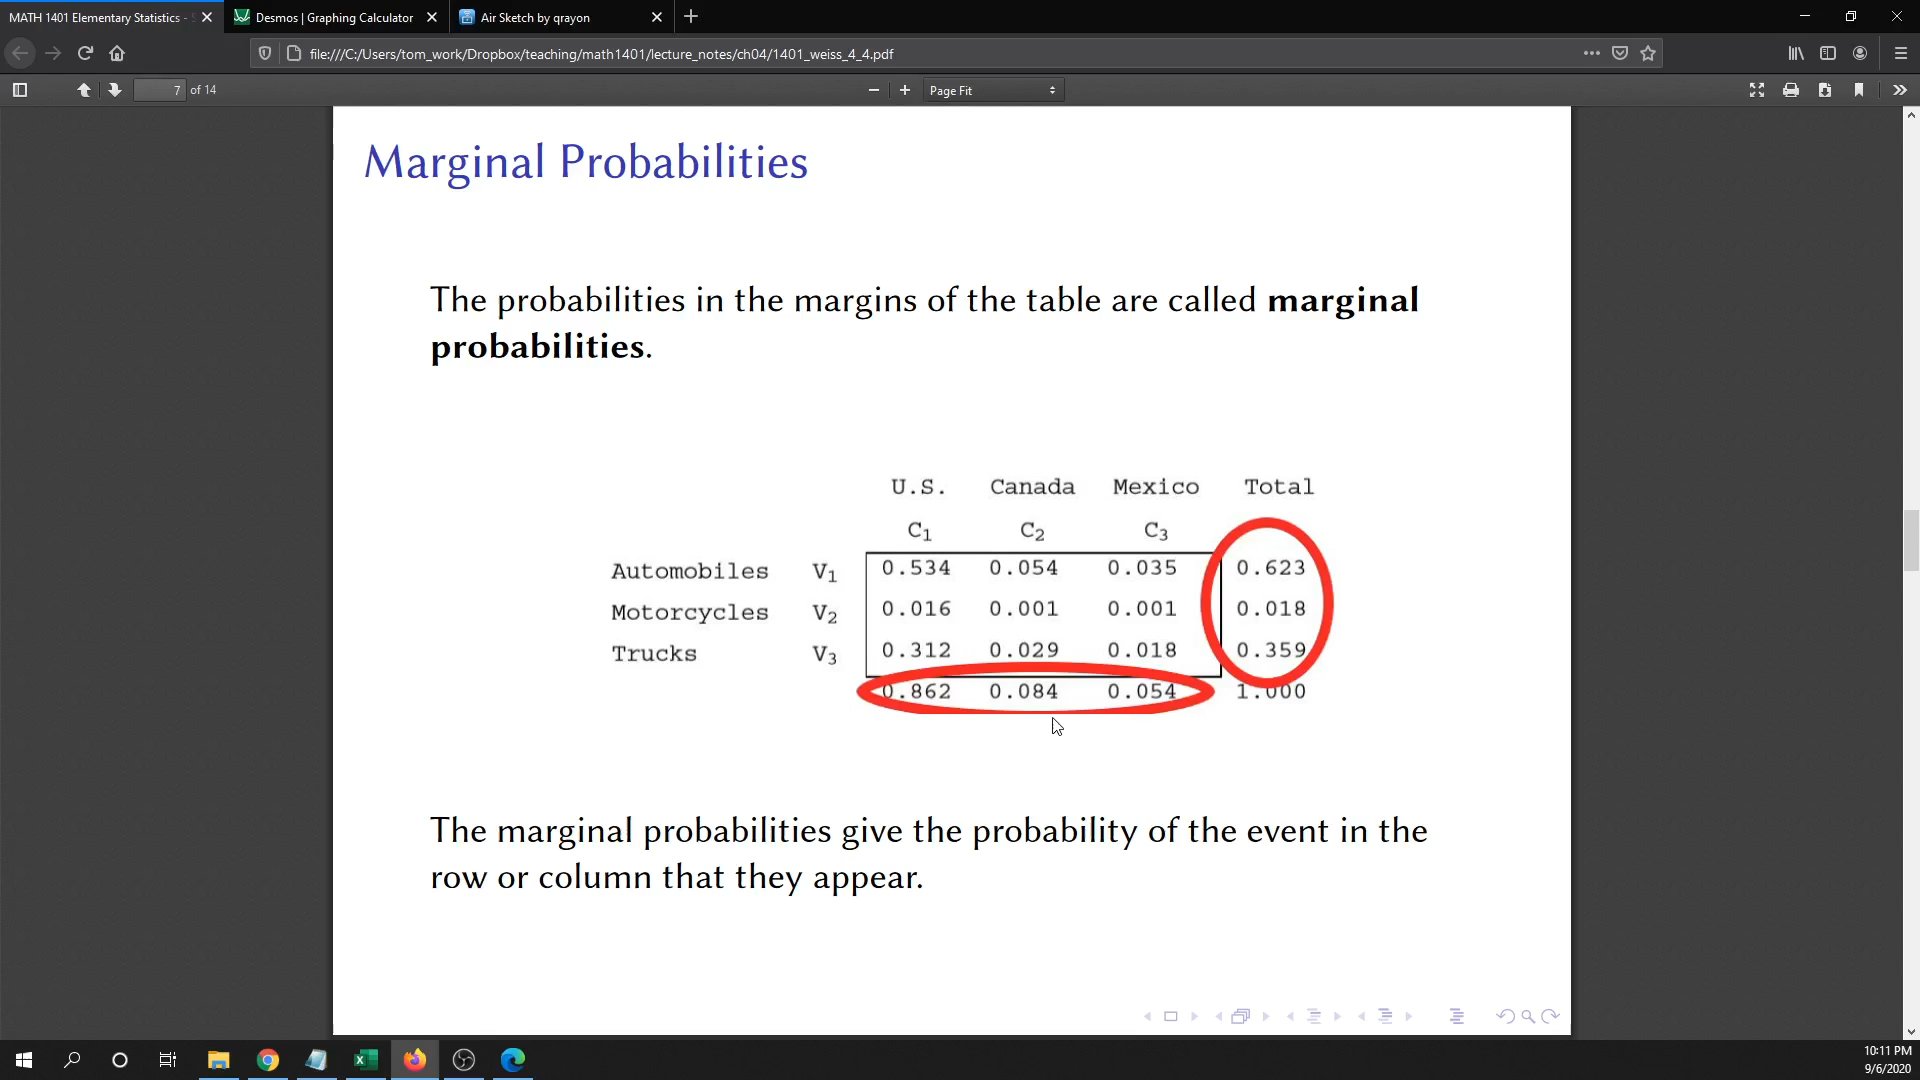 MATH 1401 Elementary Statistics -
Desmos | Graphing Calculator
Air Sketch by qrayon
file:///C:/Users/tom_work/Dropbox/teaching/math1401/lecture_notes/ch04/1401_weiss_4_4.pdf
7 of 14
Page Fit
Marginal Probabilities
The probabilities in the margins of the table are called marginal
probabilities.
U.S. Canada Mexico Total
C1 C2 C3
Automobiles V1 0.534 0.054 0.035 0.623
Motorcycles V2 0.016 0.001 0.001 0.018
Trucks V3 0.312 0.029 0.018 0.359
0.862 0.084 0.054 1.000
The marginal probabilities give the probability of the event in the
row or column that they appear.
10:11 PM
9/6/2020